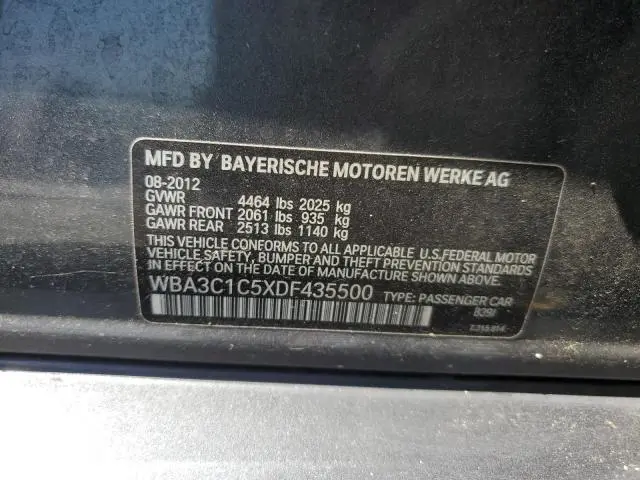 MFD BY BAYERISCHE MOTOREN WERKE AG
08-2012
GVWR 4464 lbs 2025 kg
GAWR FRONT 2061 lbs 935 kg
GAWR REAR 2513 lbs 1140 kg
THIS VEHICLE CONFORMS TO ALL APPLICABLE U.S.FEDERAL MOTOR
VEHICLE SAFETY, BUMPER AND THEFT PREVENTION STANDARDS
IN EFFECT ON THE DATE OF MANUFACTURE SHOWN ABOVE.
WBA3C1C5XDF435500 TYPE: PASSENGER CAR